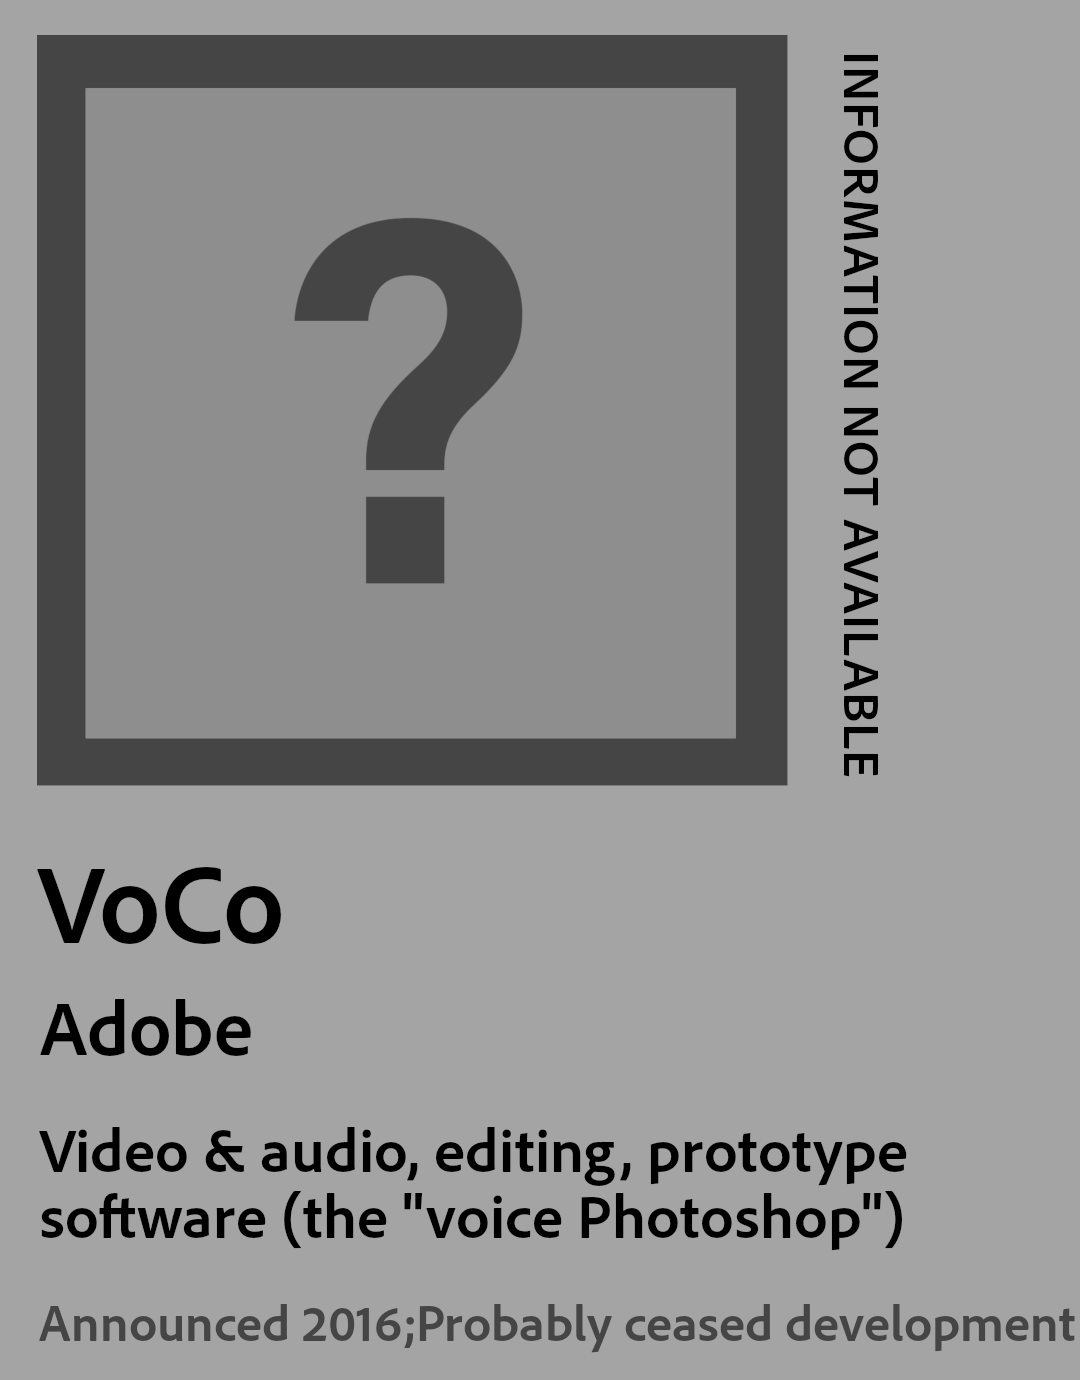 ?
INFORMATION NOT AVAILABLE
VoCo
Adobe
Video & audio, editing, prototype
software (the "voice Photoshop")
Announced 2016;Probably ceased development